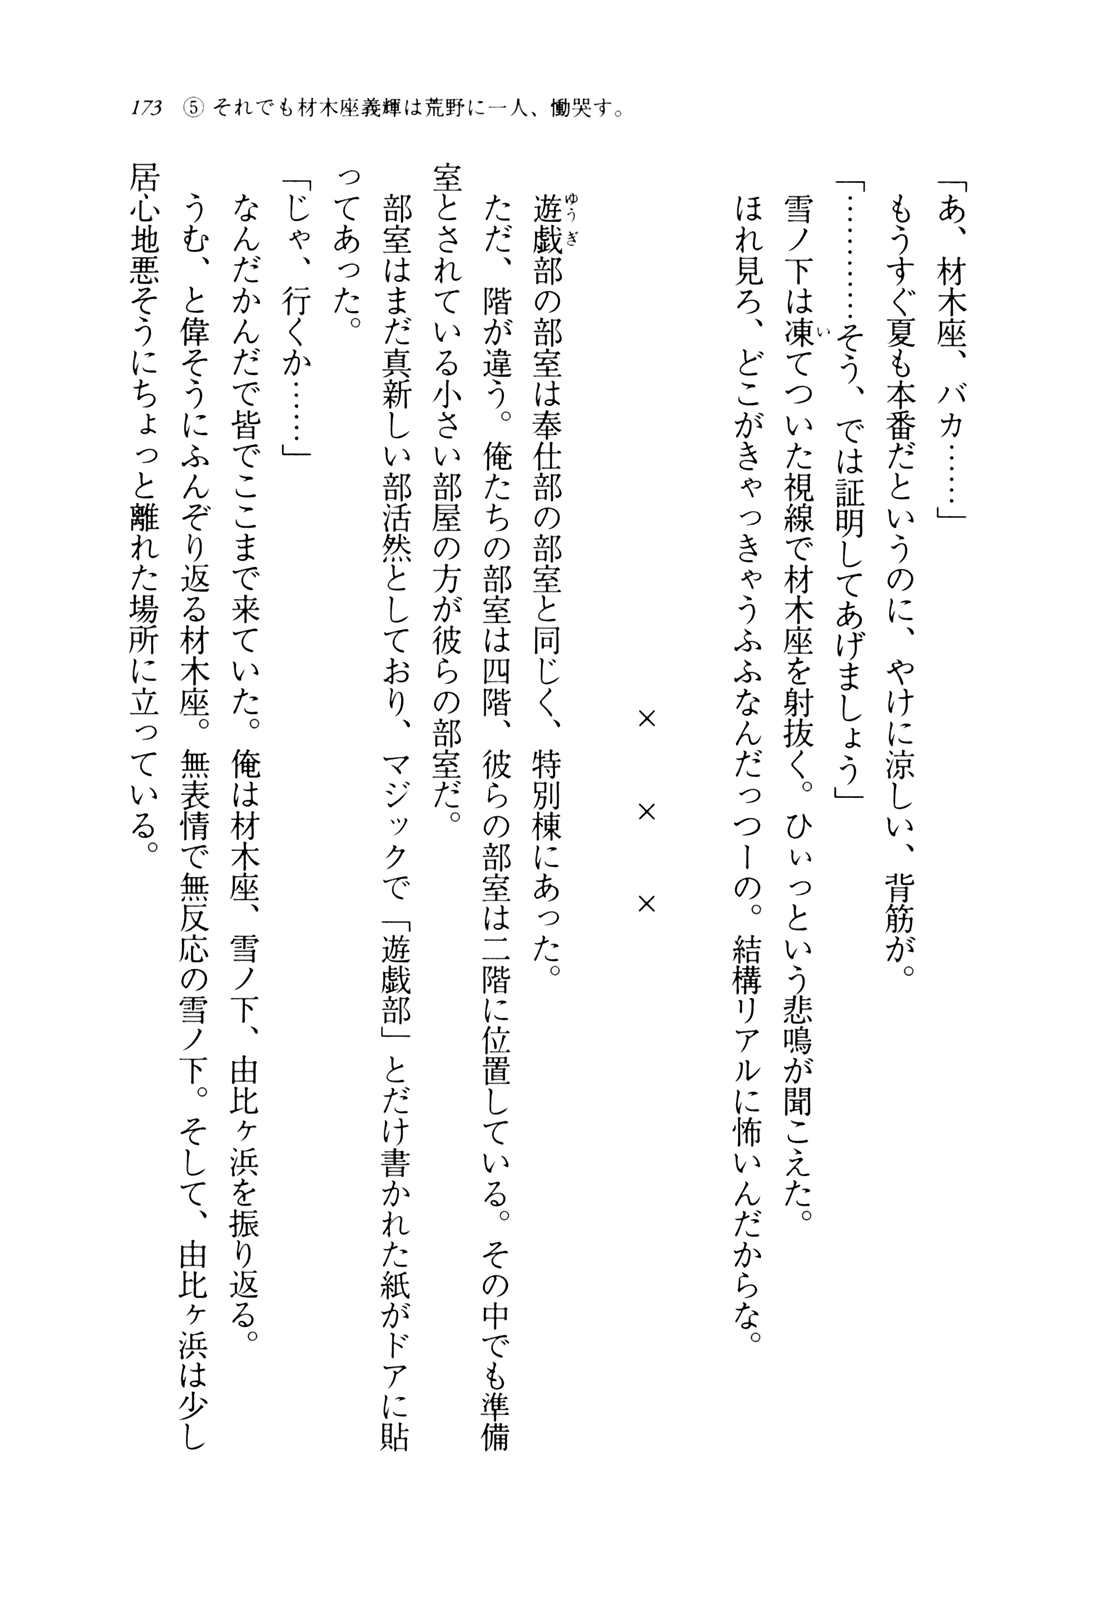 173 ⑤ それでも材木座義輝は荒野に一人、慟哭す。
「あ、材木座、バカ……」
もうすぐ夏も本番だというのに、やけに涼しい、背筋が。
「…………そう、では証明してあげましょう」
雪ノ下は凍てついた視線で材木座を射抜く。ひぃっという悲鳴が聞こえた。
ほれ見ろ、どこがきゃっきゃうふふなんだっつーの。結構リアルに怖いんだからな。
× × ×
遊戯部の部室は奉仕部の部室と同じく、特別棟にあった。
ただ、階が違う。俺たちの部室は四階、彼らの部室は二階に位置している。その中でも準備
室とされている小さい部屋の方が彼らの部室だ。
部室はまだ真新しい部活然としており、マジックで「遊戯部」とだけ書かれた紙がドアに貼
ってあった。
「じゃ、行くか……」
なんだかんだで皆でここまで来ていた。俺は材木座、雪ノ下、由比ヶ浜を振り返る。
うむ、と偉そうにふんぞり返る材木座。無表情で無反応の雪ノ下。そして、由比ヶ浜は少し
居心地悪そうにちょっと離れた場所に立っている。